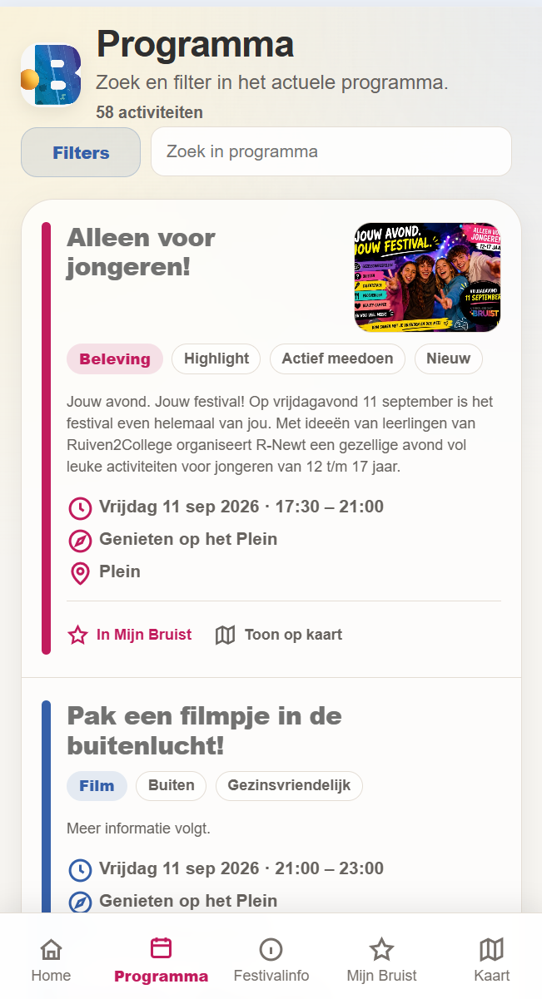 Programma
Zoek en filter in het actuele programma.
58 activiteiten
Filters
Zoek in programma
Alleen voor
jongeren!
JOUW AVOND.
JOUW FESTIVAL.
12-17 JAA
VRIJDAGAVOND
11 SEPTEMBER
BRUIST
Beleving
Highlight
Actief meedoen
Nieuw
Jouw avond. Jouw festival! Op vrijdagavond 11 september is het
festival even helemaal van jou. Met ideeën van leerlingen van
Ruiven2College organiseert R-Newt een gezellige avond vol
leuke activiteiten voor jongeren van 12 t/m 17 jaar.
Vrijdag 11 sep 2026 · 17:30 – 21:00
Genieten op het Plein
Plein
In Mijn Bruist
Toon op kaart
Pak een filmpje in de
buitenlucht!
Film
Buiten
Gezinsvriendelijk
Meer informatie volgt.
Vrijdag 11 sep 2026 · 21:00 – 23:00
Genieten op het Plein
Home
Programma
Festivalinfo
Mijn Bruist
Kaart